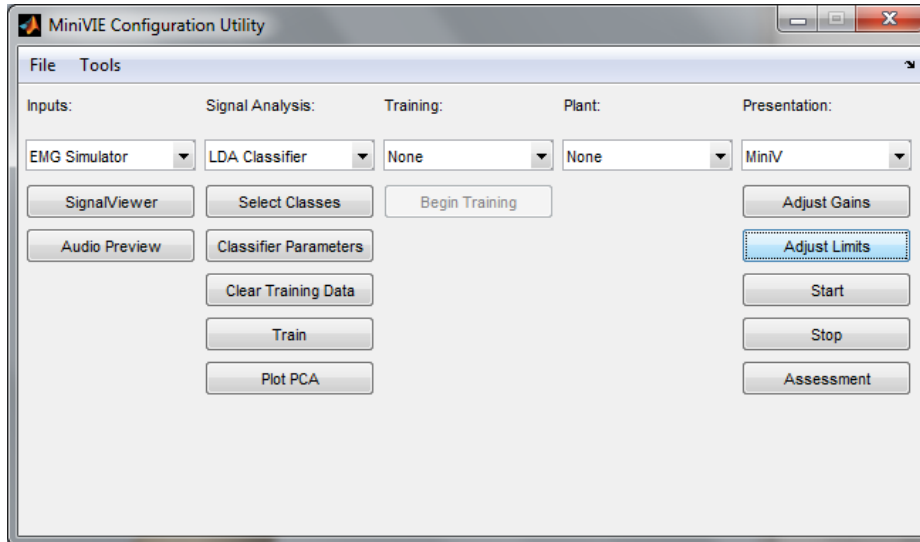 MiniVIE Configuration Utility
File Tools
Inputs: Signal Analysis: Training: Plant: Presentation:
EMG Simulator LDA Classifier None None MiniV
SignalViewer Select Classes Begin Training Adjust Gains
Audio Preview Classifier Parameters Adjust Limits
Clear Training Data Start
Train Stop
Plot PCA Assessment